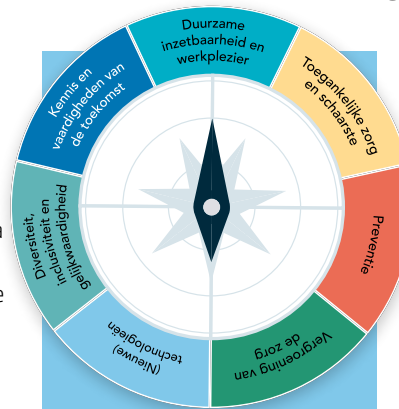 Duurzame
inzetbaarheid en
werkplezier
Toegankelijke zorg
en schaarste
Preventie
Vergroening van
de zorg
(Nieuwe)
technologieën
Diversiteit,
inclusiviteit en
gelijkwaardigheid
Kennis en
vaardigheden van
de toekomst